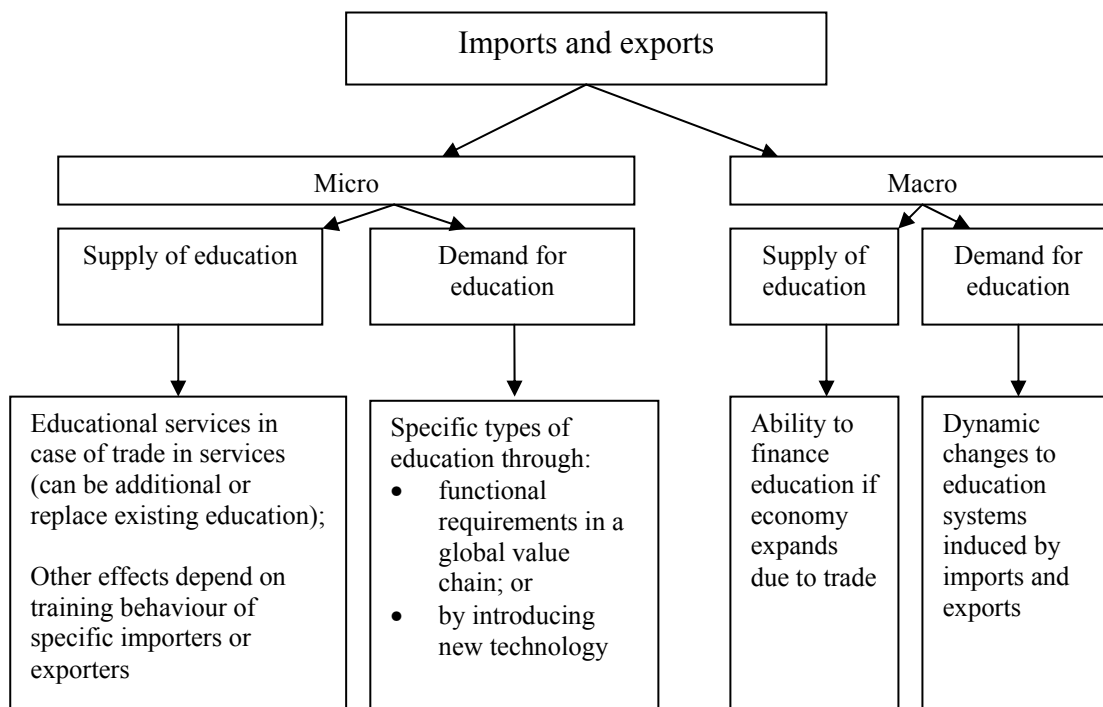 Imports and exports
Micro
Macro
Supply of education
Demand for
education
Supply of
education
Demand for
education
Educational services in
case of trade in services
(can be additional or
replace existing education);
Other effects depend on
training behaviour of
specific importers or
exporters
Specific types of
education through:
• functional
requirements in a
global value
chain; or
• by introducing
new technology
Ability to
finance
education if
economy
expands
due to trade
Dynamic
changes to
education
systems
induced by
imports and
exports